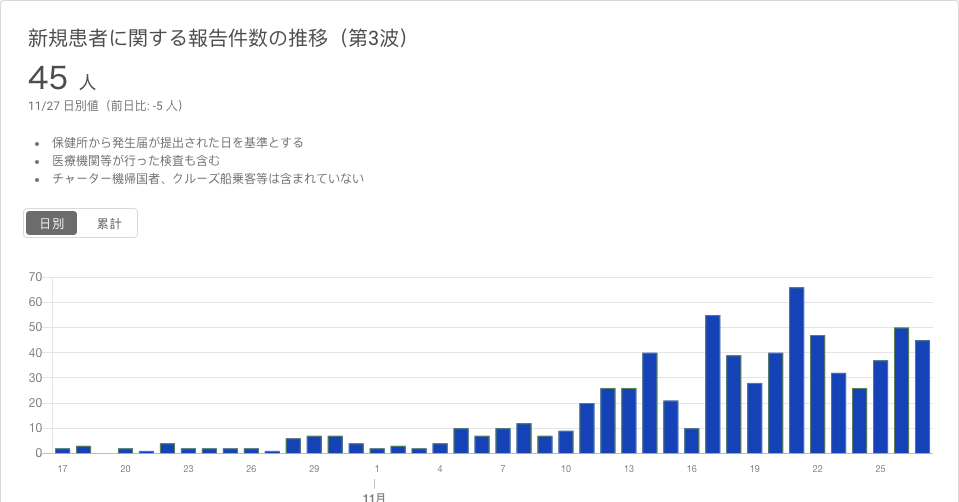 新規患者に関する報告件数の推移（第3波）
45 人
11/27 日別値（前日比: -5 人）
保健所から発生届が提出された日を基準とする
医療機関等が行った検査も含む
チャーター機帰国者、クルーズ船乗客等は含まれていない
日別 累計
70
60
50
40
30
20
10
0
17 20 23 26 29 1 4 7 10 13 16 19 22 25
11月